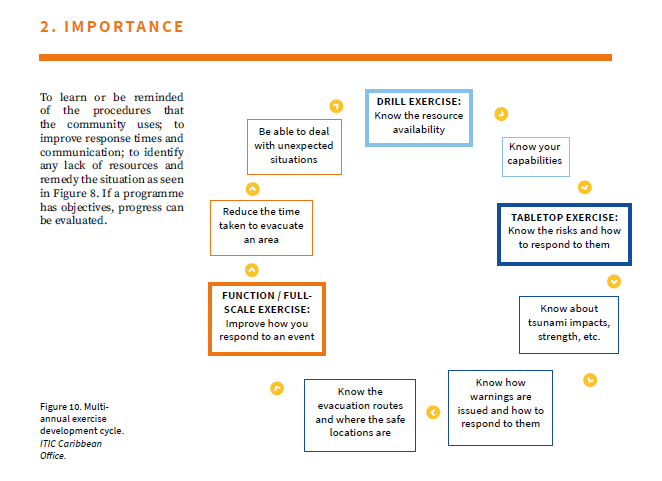 2. IMPORTANCE
To learn or be reminded
of the procedures that
the community uses; to
improve response times and
communication; to identify
any lack of resources and
remedy the situation as seen
in Figure 8. If a programme
has objectives, progress can
be evaluated.
DRILL EXERCISE:
Know the resource
availability
Know your
capabilities
TABLETOP EXERCISE:
Know the risks and how
to respond to them
Know about
tsunami impacts,
strength, etc.
Know how
warnings are
issued and how to
respond to them
Know the
evacuation routes
and where the safe
locations are
FUNCTION / FULL-
SCALE EXERCISE:
Improve how you
respond to an event
Reduce the time
taken to evacuate
an area
Be able to deal
with unexpected
situations
Figure 10. Multi-
annual exercise
development cycle.
ITIC Caribbean
Office.